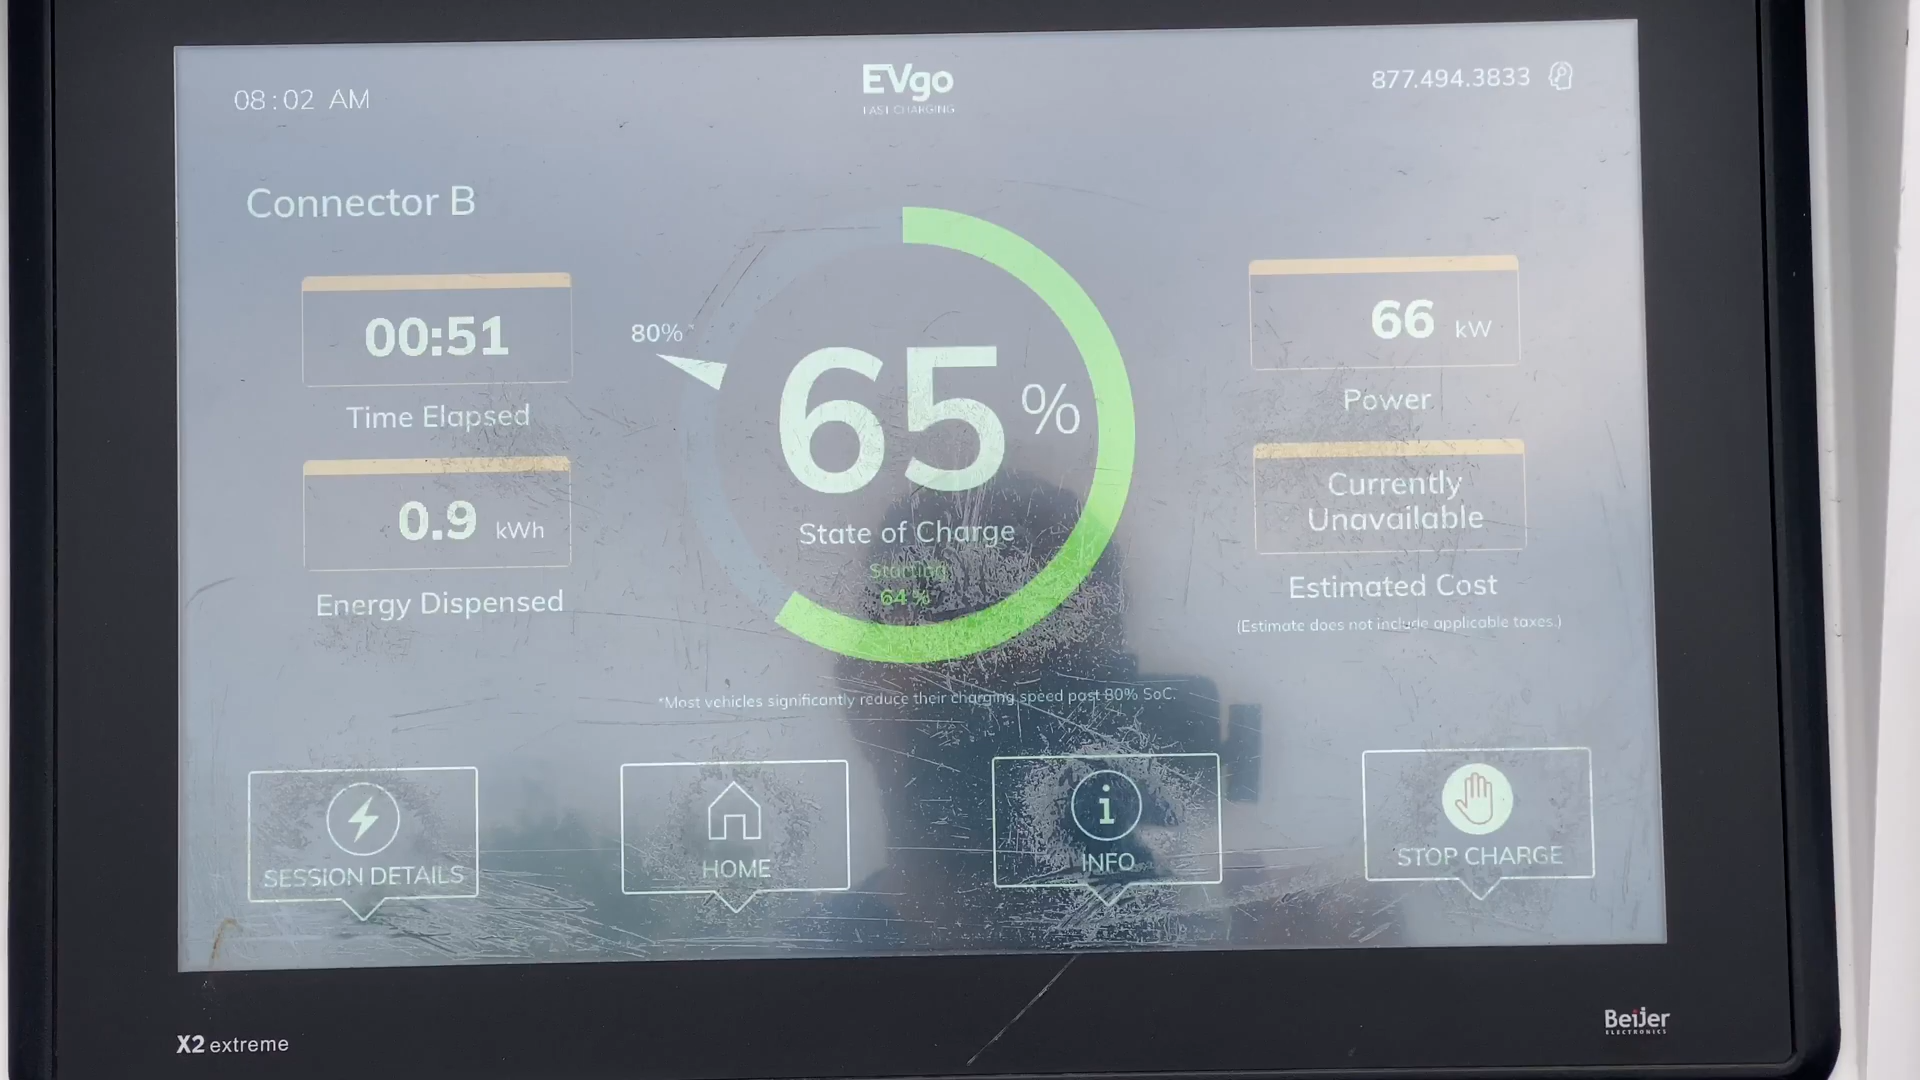 08:02 AM
EVgo
FAST CHARGING
877.494.3833
Connector B
00:51
Time Elapsed
0.9 kWh
Energy Dispensed
80%
65%
State of Charge
Starting
64 %
66 kW
Power
Currently
Unavailable
Estimated Cost
(Estimate does not include applicable taxes.)
*Most vehicles significantly reduce their charging speed past 80% SoC.
SESSION DETAILS
HOME
i
INFO
STOP CHARGE
X2 extreme
Beijer
ELECTRONICS